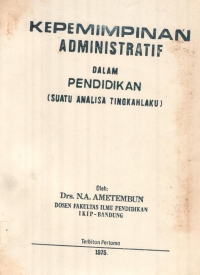 KEPEMIMPINAN
ADMINISTRATIF
DALAM
PENDIDIKAN
(SUATU ANALISA TINGKAHLAKU)
Oleh:
Drs. N.A. AMETEMBUN
DOSEN FAKULTAS ILMU PENDIDIKAN
IKIP - BANDUNG
Terbitan Pertama
1975.